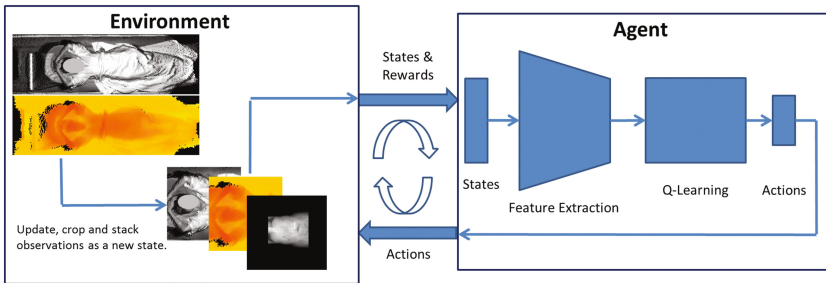 Environment
Update, crop and stack
observations as a new state.
States &
Rewards
Actions
Agent
States
Feature Extraction
Q-Learning
Actions